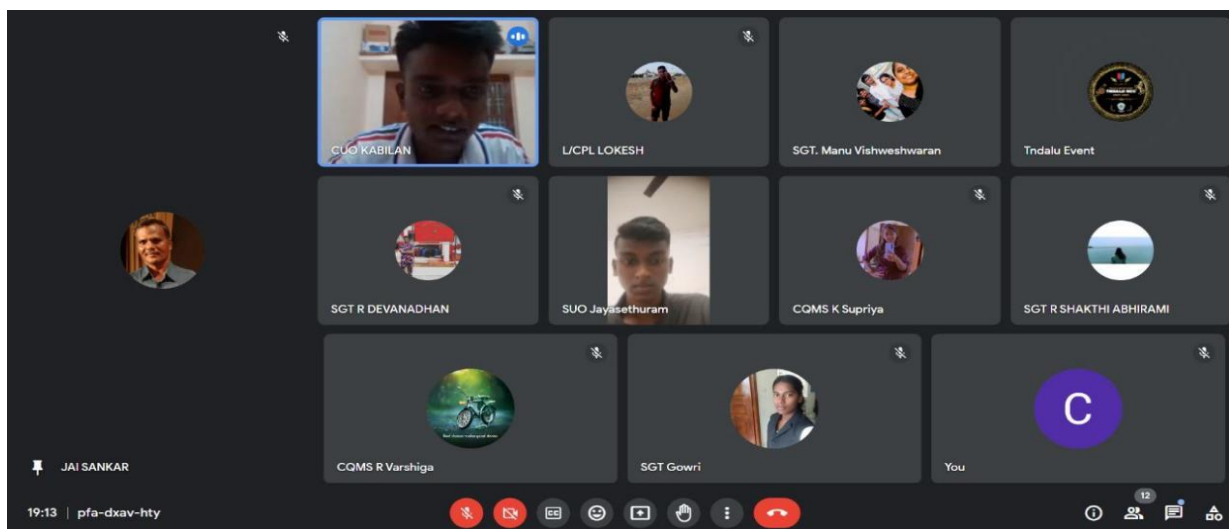 CUO KABILAN
L/CPL LOKESH
SGT. Manu Vishweshwaran
Tndalu Event
SGT R DEVANADHAN
SUO Jayasethuram
CQMS K Supriya
SGT R SHAKTHI ABHIRAMI
JAI SANKAR
CQMS R Varshiga
SGT Gowri
C
You
19:13 | pfa-dxav-hty
CC
12